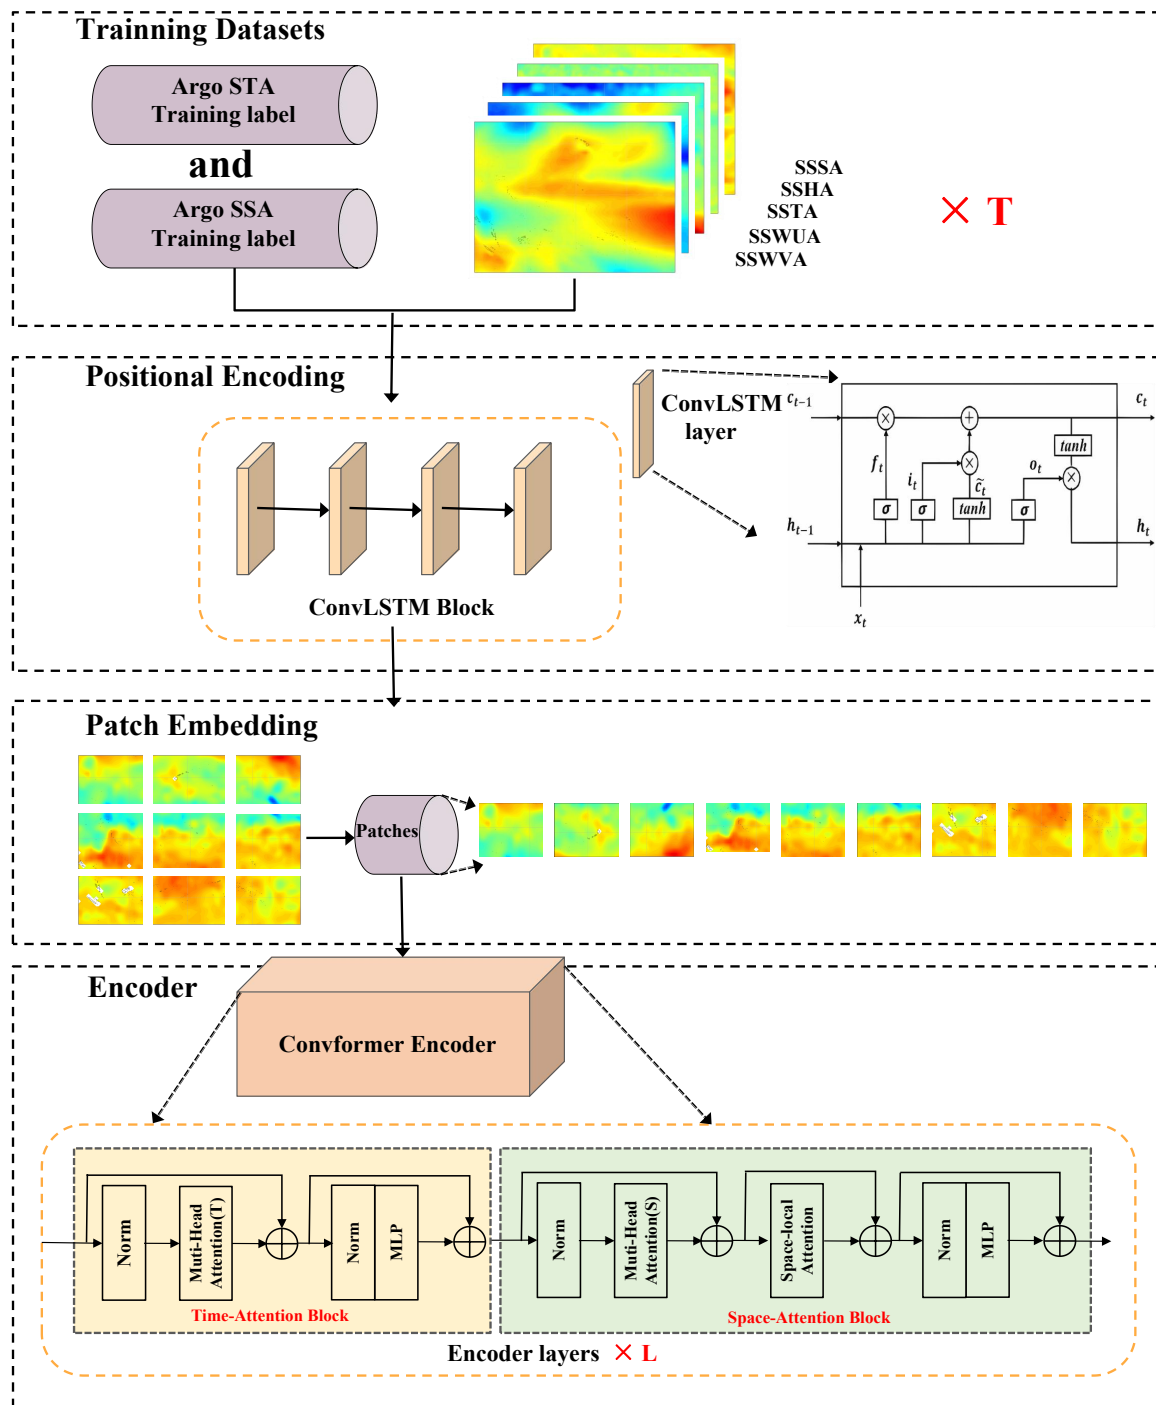 Trainning Datasets
Argo STA
Training label
and
Argo SSA
Training label
SSSA
SSHA
SSTA
SSWUA
SSWVA
× T
Positional Encoding
ConvLSTM
layer
ConvLSTM Block
c_{t-1}
c_t
tanh
f_t
i_t
c̃_t
o_t
σ
σ
tanh
σ
h_{t-1}
h_t
x_t
Patch Embedding
Patches
Encoder
Convformer Encoder
Norm
Muti-Head
Attention(T)
Norm
MLP
Time-Attention Block
Norm
Muti-Head
Attention(S)
Space-local
Attention
Norm
MLP
Space-Attention Block
Encoder layers × L